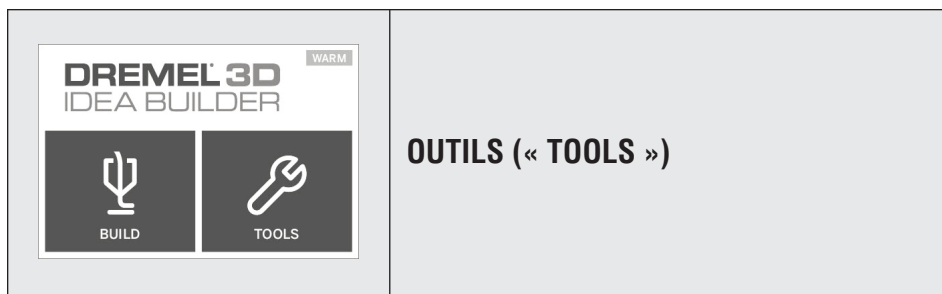 WARM
DREMEL 3D
IDEA BUILDER
BUILD
TOOLS
OUTILS (« TOOLS »)